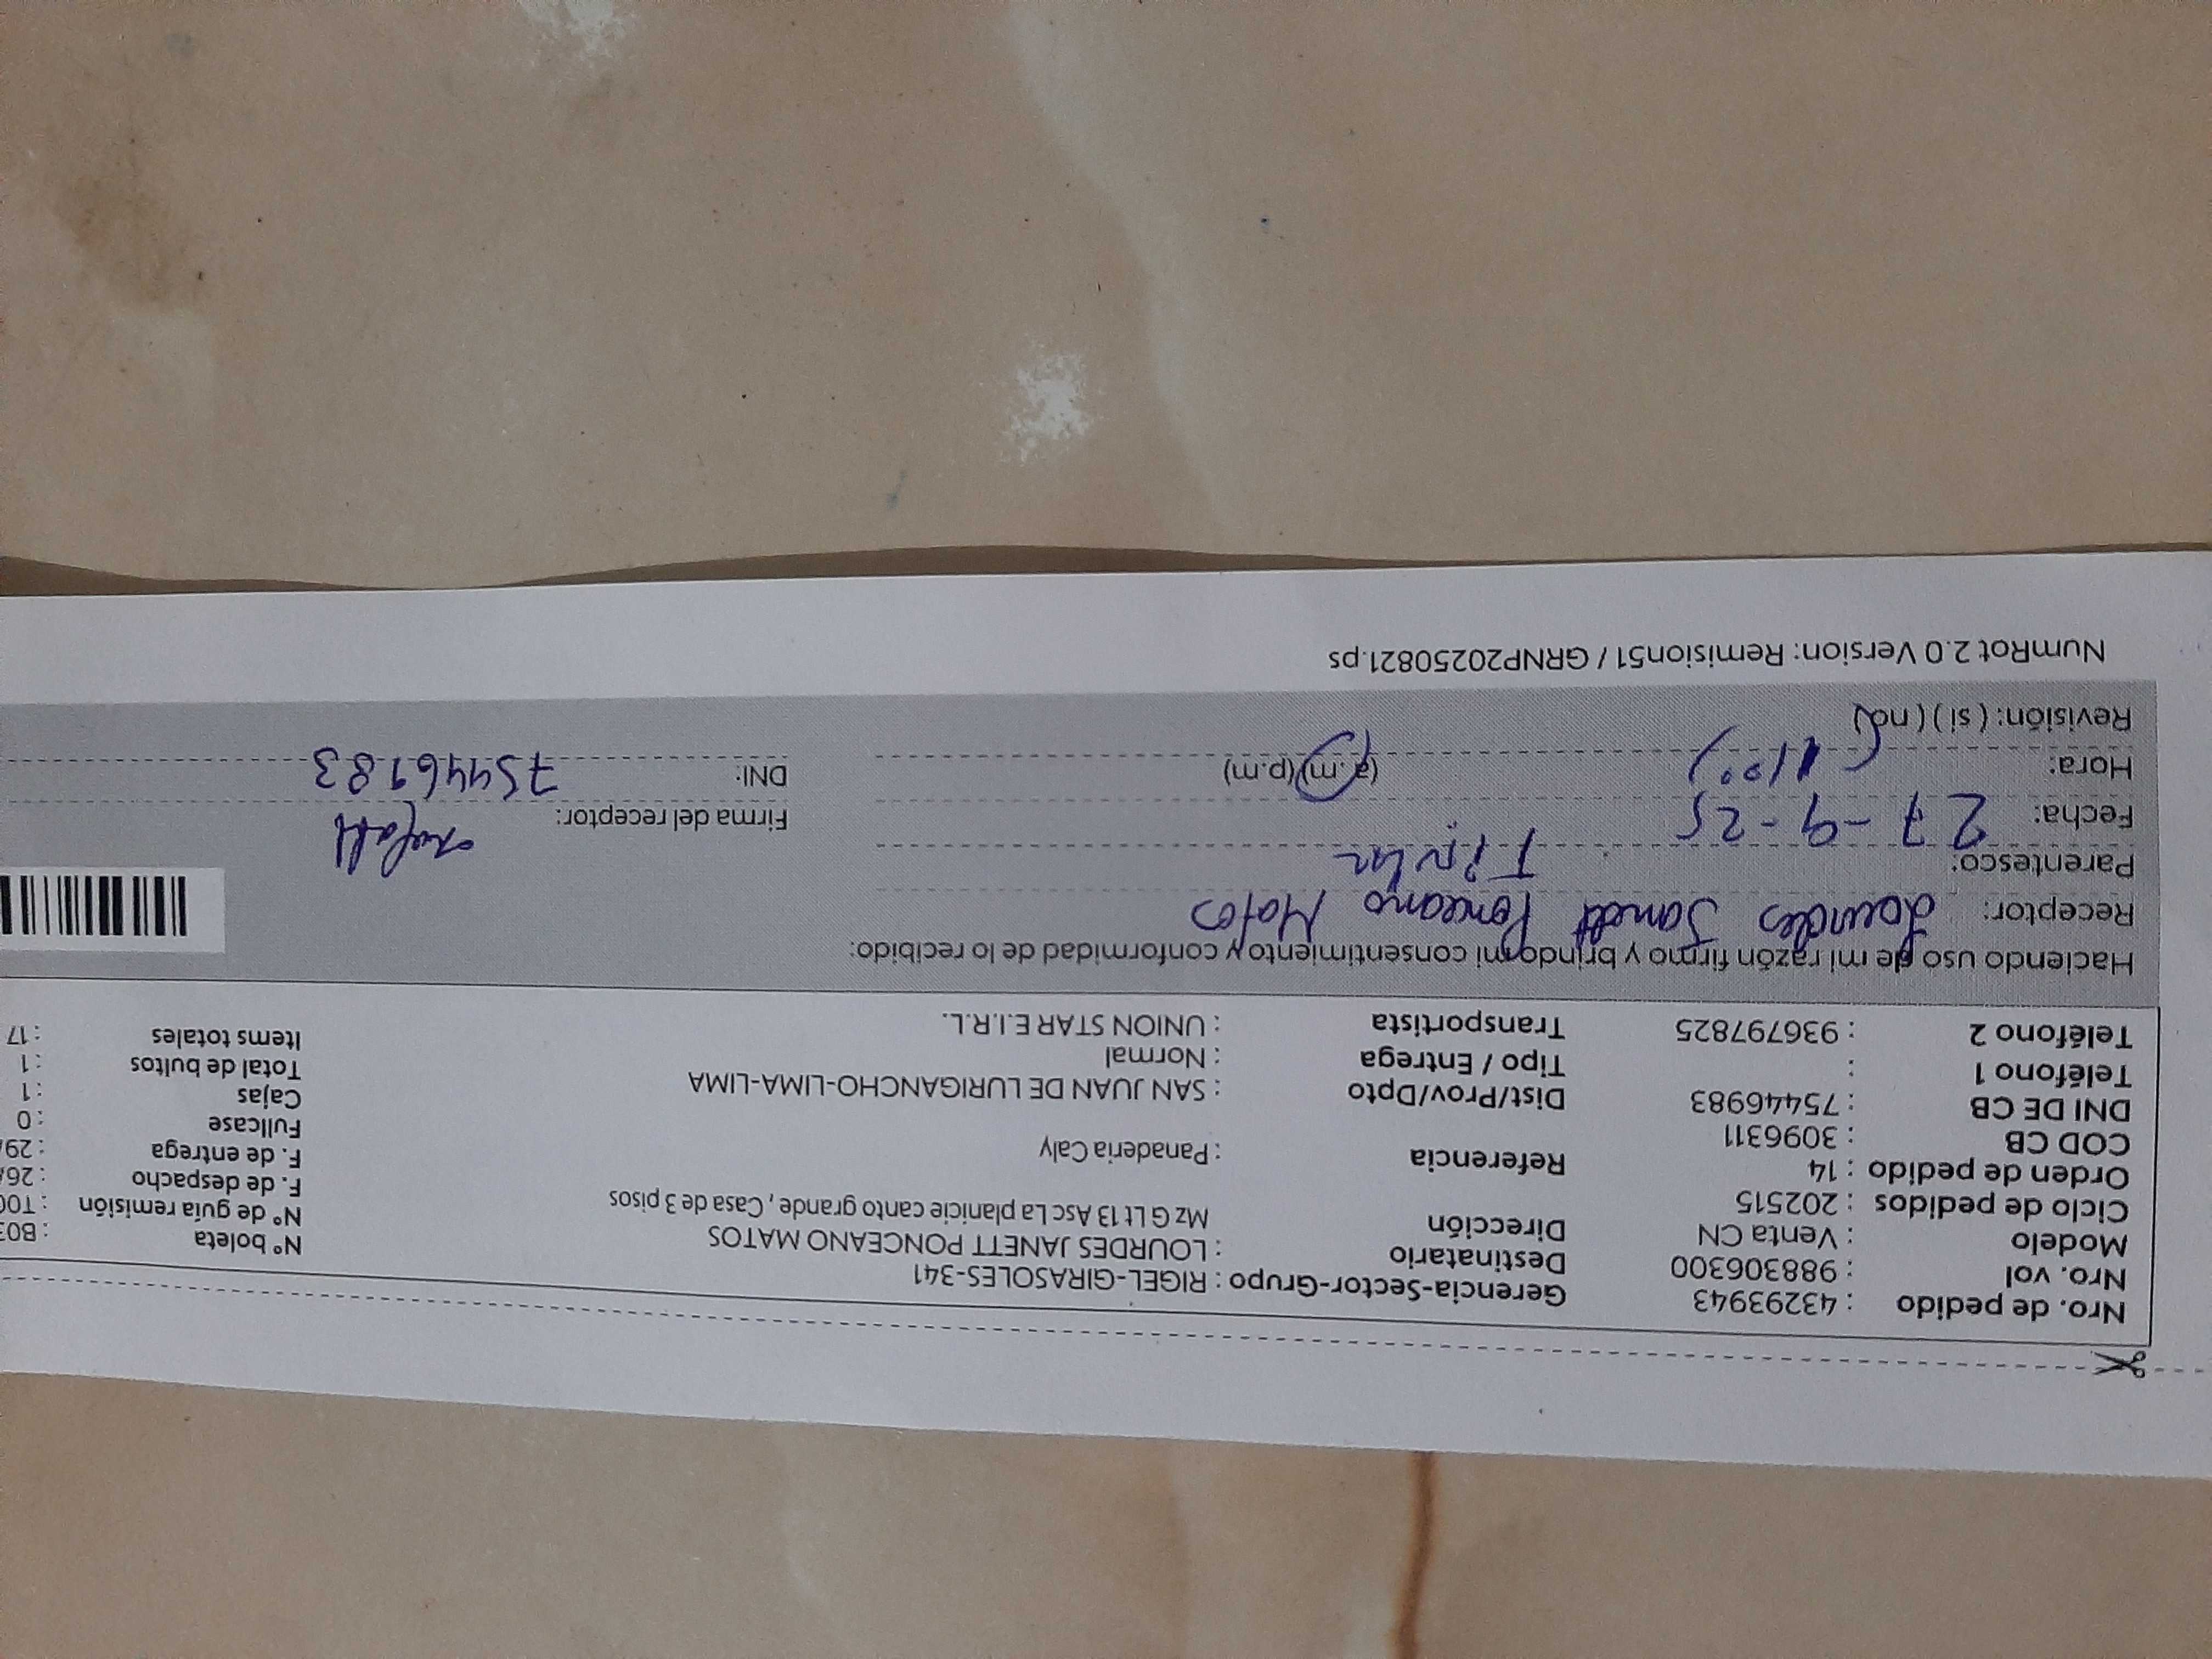 Nro. de pedido : 43293943 Gerencia-Sector-Grupo : RIGEL-GIRASOLES-341
Nro. vol : 988306300 Destinatario : LOURDES JANETT PONCEANO MATOS Nº boleta : B03
Modelo : Venta CN Dirección Mz G Lt 13 Asc La planicie canto grande , Casa de 3 pisos Nº de guía remisión : T00
Ciclo de pedidos : 202515 F. de despacho : 26/
Orden de pedido : 14 Referencia : Panaderia Caly F. de entrega : 29/
COD CB : 3096311 Fullcase : 0
DNI DE CB : 75446983 Dist/Prov/Dpto : SAN JUAN DE LURIGANCHO-LIMA-LIMA Cajas : 1
Teléfono 1 : Tipo / Entrega : Normal Total de bultos : 1
Teléfono 2 : 936797825 Transportista : UNION STAR E.I.R.L. Items totales : 17
Haciendo uso de mi razón firmo y brindo mi consentimiento y conformidad de lo recibido:
Receptor: Lourdes Janett Ponceano Matos
Parentesco: Titular
Fecha: 27-9-25 Firma del receptor:
Hora: (a.m) (p.m) DNI: 75446983
Revisión: ( si ) ( no )
NumRot 2.0 Version: Remision51 / GRNP20250821.ps